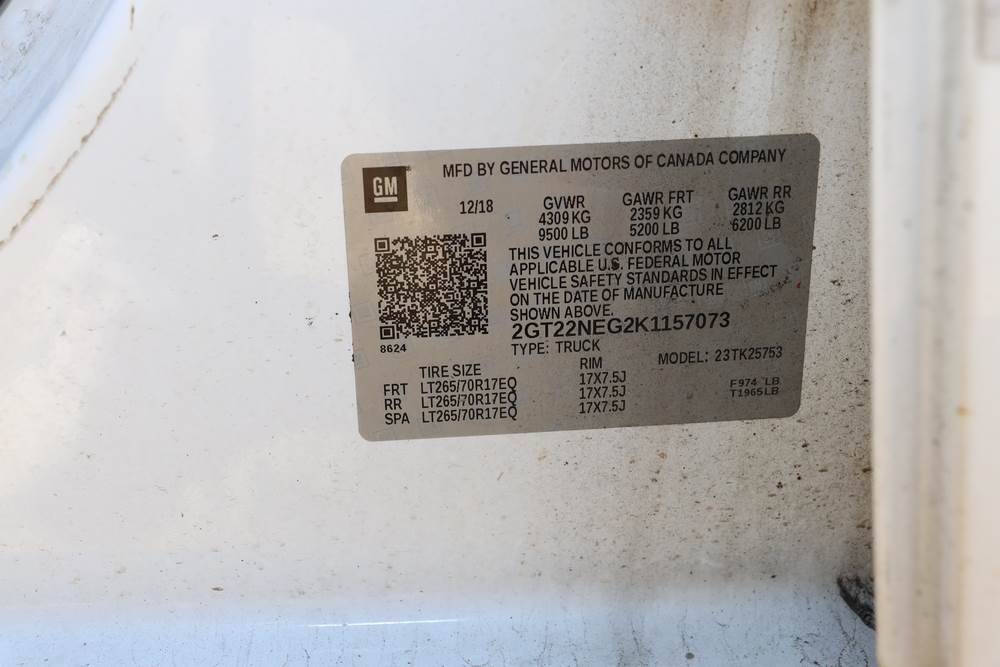 MFD BY GENERAL MOTORS OF CANADA COMPANY
GM
12/18
GVWR GAWR FRT GAWR RR
4309 KG 2359 KG 2812 KG
9500 LB 5200 LB 6200 LB
THIS VEHICLE CONFORMS TO ALL
APPLICABLE U.S. FEDERAL MOTOR
VEHICLE SAFETY STANDARDS IN EFFECT
ON THE DATE OF MANUFACTURE
SHOWN ABOVE.
8624
2GT22NEG2K1157073
TYPE: TRUCK MODEL: 23TK25753
TIRE SIZE RIM
FRT LT265/70R17EQ 17X7.5J F974 LB
RR LT265/70R17EQ 17X7.5J T1965LB
SPA LT265/70R17EQ 17X7.5J